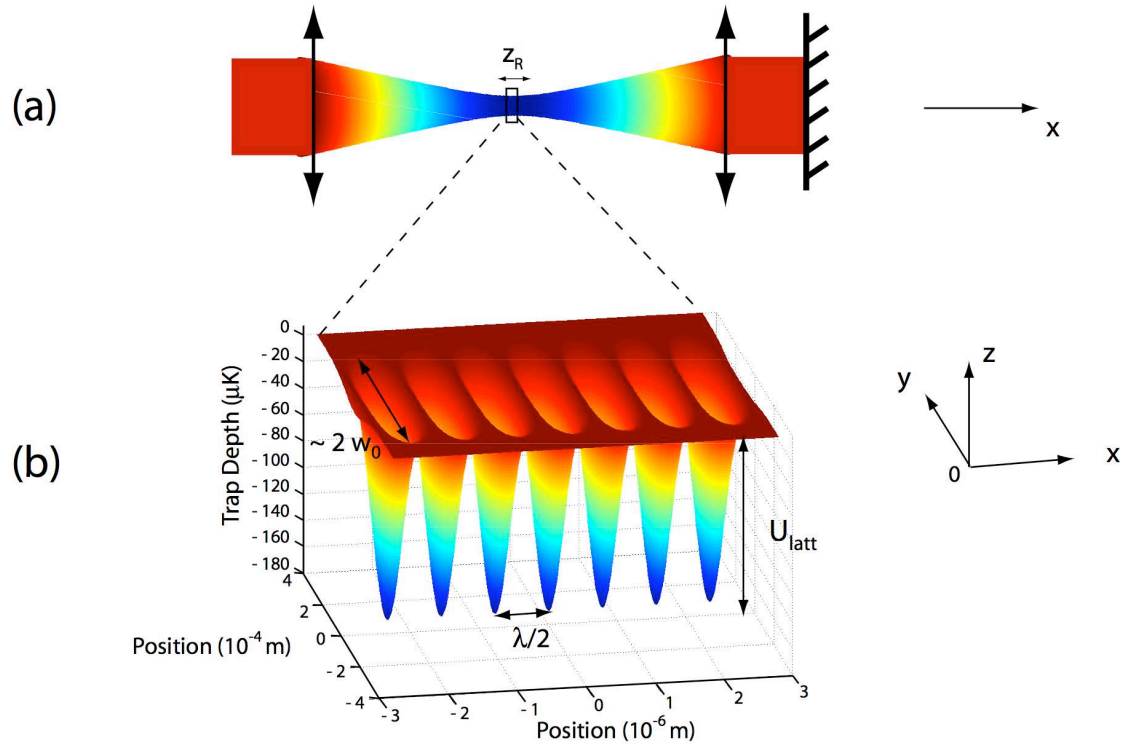 (a)
z_R
x
(b)
Trap Depth (μK)
0
- 20
- 40
- 60
- 80
- 100
- 120
- 140
- 160
- 180
~ 2 w_0
U_latt
λ/2
4
2
0
- 2
- 4
Position (10^-4 m)
- 3
- 2
- 1
0
1
2
3
Position (10^-6 m)
z
y
x
0